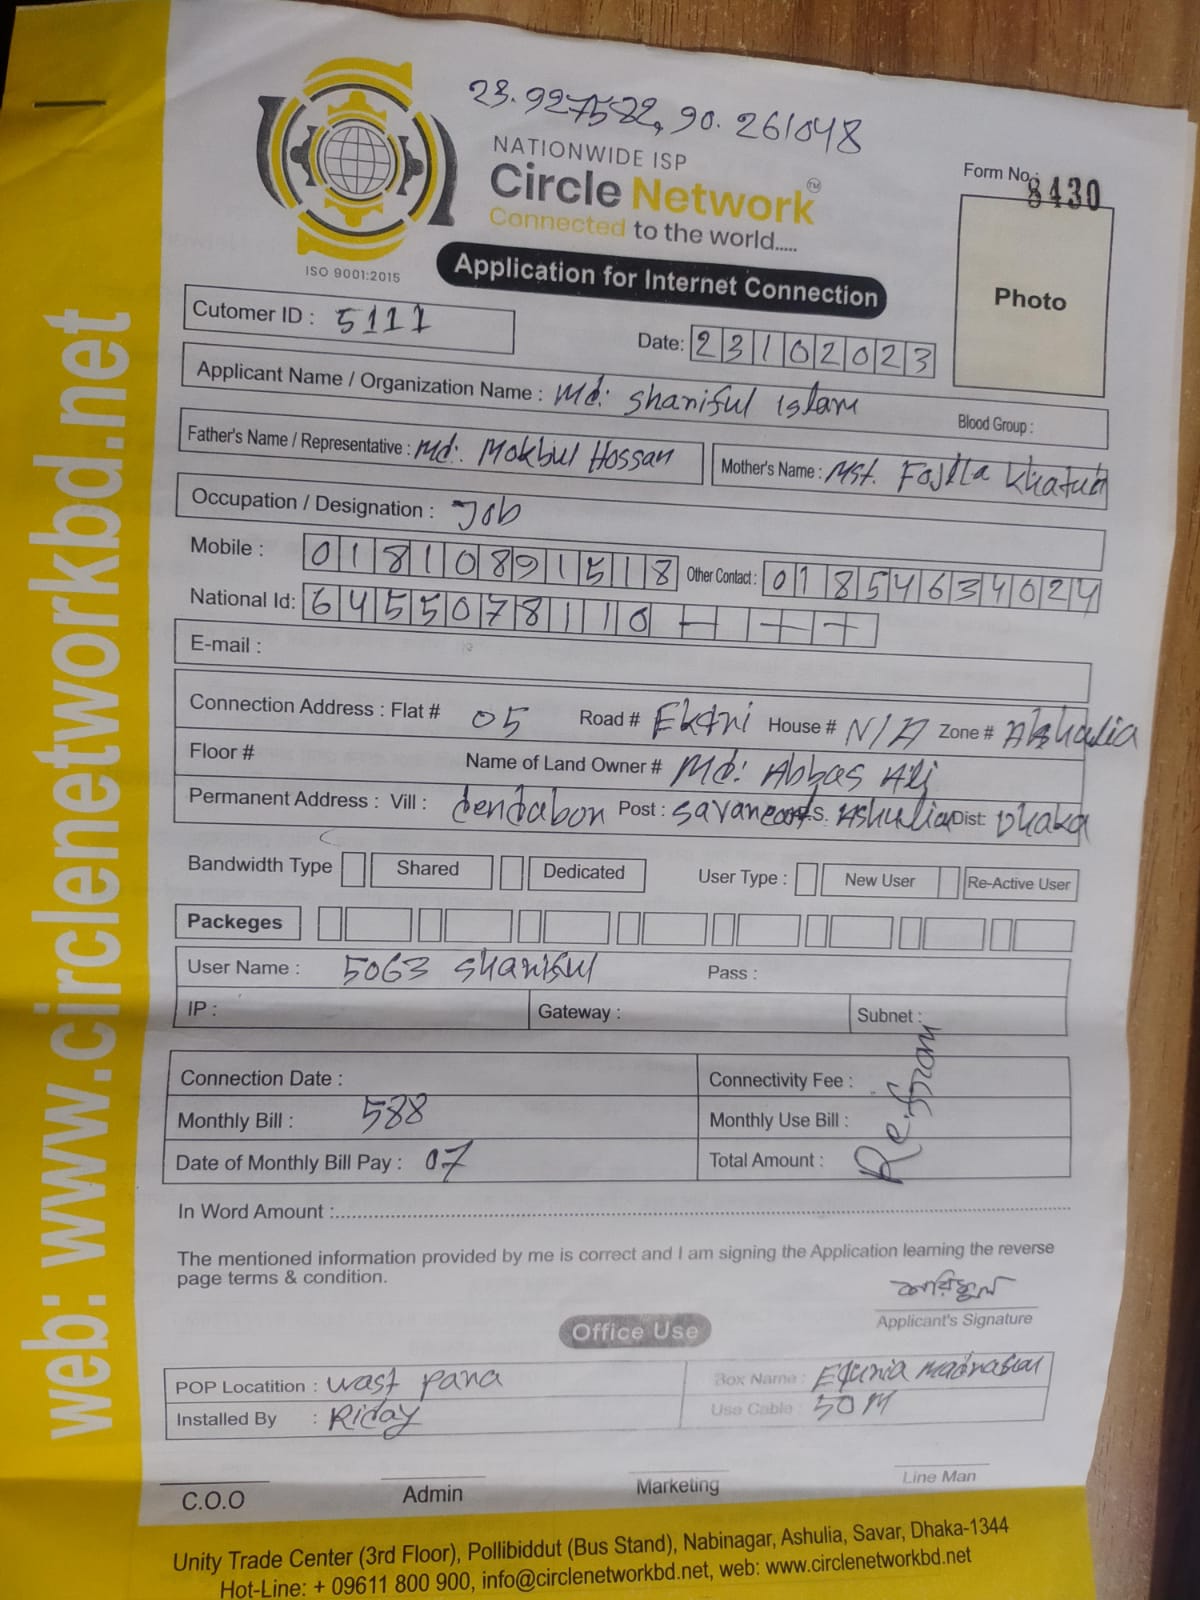 23.927582, 90.261048
NATIONWIDE ISP
Circle Network TM
Connected to the world.....
ISO 9001:2015
Form No.: 8430
Photo
Application for Internet Connection
Cutomer ID : 5111
Date: 23102023
Applicant Name / Organization Name : Md: Shariful Islam
Blood Group :
Father's Name / Representative : Md: Mokbul Hossan Mother's Name : Mst. Fojila Khatun
Occupation / Designation : Job
Mobile : 01810891518 Other Contact : 01854634024
National Id: 6455078110
E-mail :
Connection Address : Flat # 05 Road # House # N/A Zone # Ashulia
Floor # Name of Land Owner # Md: Abbas Ali
Permanent Address : Vill : dendabon Post : Savarcant P.S. Ashulia Dist: Dhaka
Bandwidth Type Shared Dedicated User Type : New User Re-Active User
Packeges
User Name : 5063 Shariful Pass :
IP : Gateway : Subnet :
Connection Date : Connectivity Fee :
Monthly Bill : 588 Monthly Use Bill :
Date of Monthly Bill Pay : 07 Total Amount :
In Word Amount :
The mentioned information provided by me is correct and I am signing the Application learning the reverse
page terms & condition.
শরিফুল
Applicant's Signature
Office Use
POP Locatition : wast para Box Name :
Installed By : Riday Use Cable : 50M
C.O.O Admin Marketing Line Man
Unity Trade Center (3rd Floor), Pollibiddut (Bus Stand), Nabinagar, Ashulia, Savar, Dhaka-1344
Hot-Line: + 09611 800 900, info@circlenetworkbd.net, web: www.circlenetworkbd.net
web: www.circlenetworkbd.net